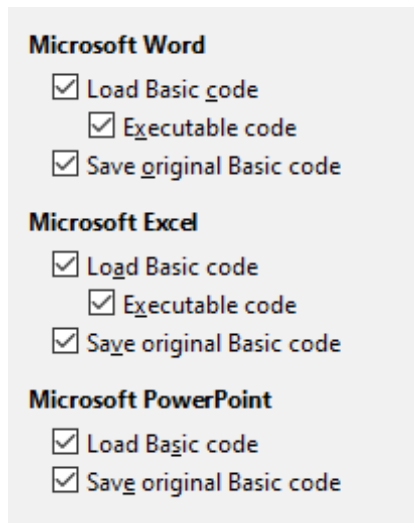 Microsoft Word
Load Basic code
Executable code
Save original Basic code
Microsoft Excel
Load Basic code
Executable code
Save original Basic code
Microsoft PowerPoint
Load Basic code
Save original Basic code